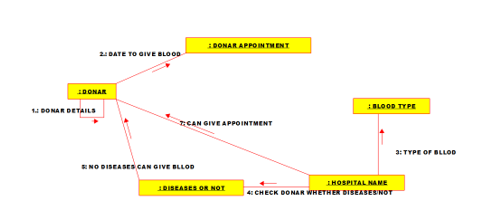 : DONAR APPOINTMENT
2.: DATE TO GIVE BLOOD
: DONAR
: BLOOD TYPE
1.: DONAR DETAILS
7: CAN GIVE APPOINTMENT
3: TYPE OF BLLOD
5: NO DISEASES CAN GIVE BLLOD
: DISEASES OR NOT
: HOSPITAL NAME
4: CHECK DONAR WHETHER DISEASES/NOT